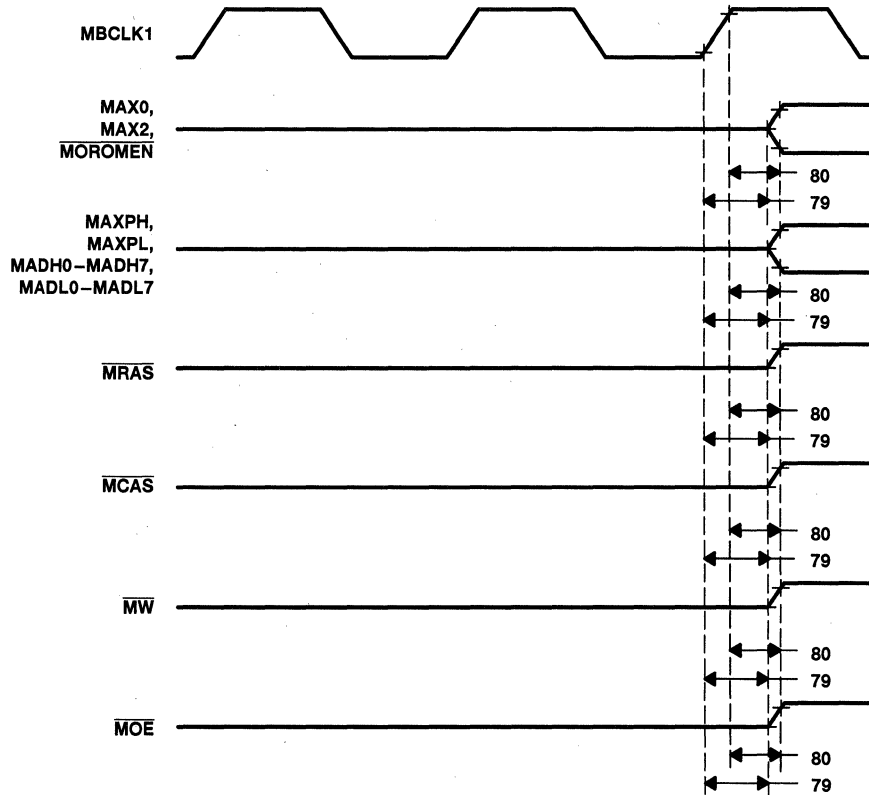 MBCLK1
MAX0,
MAX2,
MOROMEN
80
79
MAXPH,
MAXPL,
MADH0–MADH7,
MADL0–MADL7
80
79
MRAS
80
79
MCAS
80
79
MW
80
79
MOE
80
79